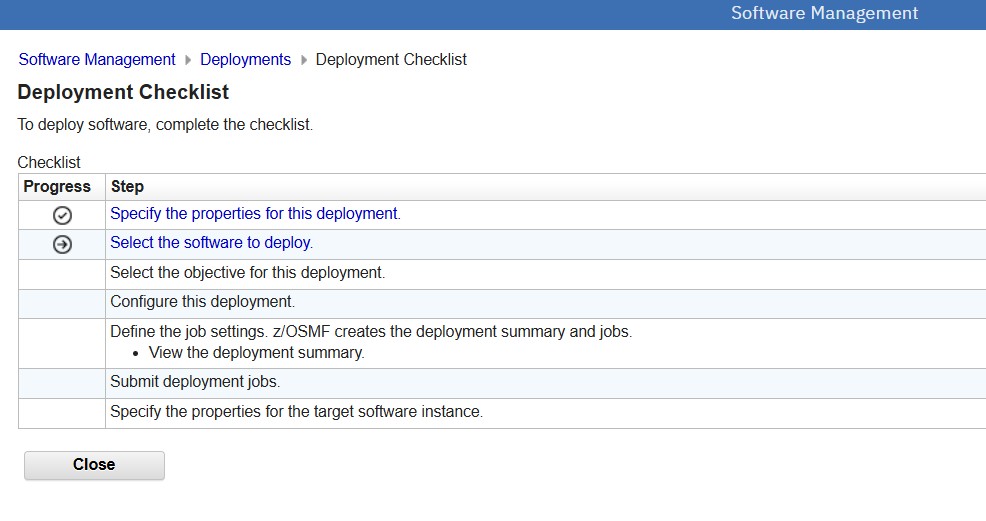 Software Management
Software Management Deployments Deployment Checklist
Deployment Checklist
To deploy software, complete the checklist.
Checklist
Progress Step
Specify the properties for this deployment.
Select the software to deploy.
Select the objective for this deployment.
Configure this deployment.
Define the job settings. z/OSMF creates the deployment summary and jobs.
• View the deployment summary.
Submit deployment jobs.
Specify the properties for the target software instance.
Close